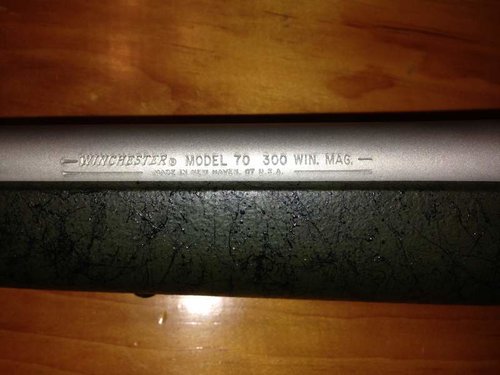 WINCHESTER® MODEL 70 300 WIN. MAG.
MADE IN NEW HAVEN, CT U.S.A.